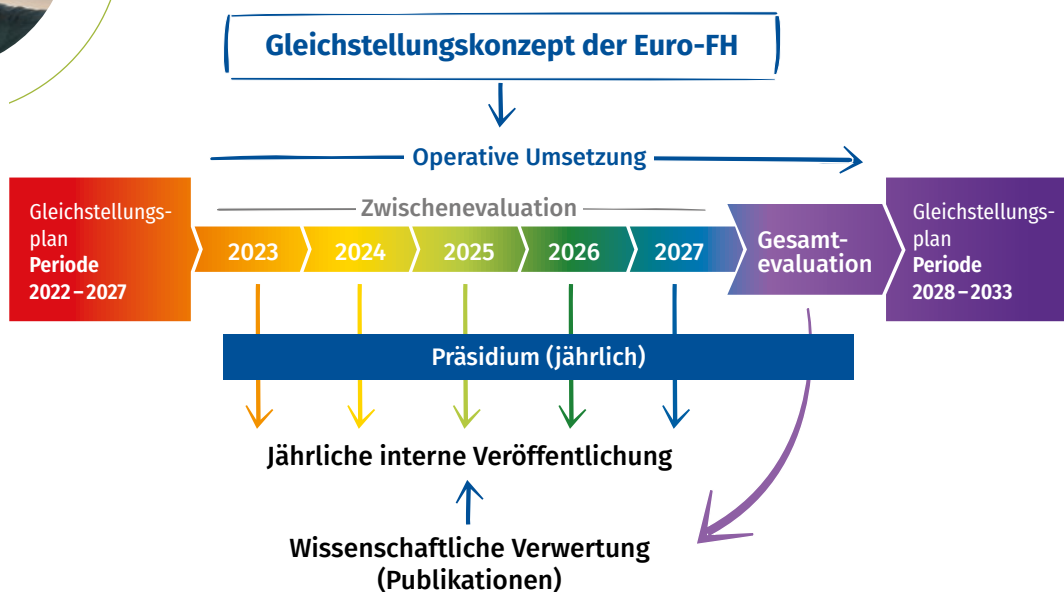 Gleichstellungskonzept der Euro-FH
Operative Umsetzung
Gleichstellungs-
plan
Periode
2022 – 2027
Zwischenevaluation
2023
2024
2025
2026
2027
Gesamt-
evaluation
Gleichstellungs-
plan
Periode
2028 – 2033
Präsidium (jährlich)
Jährliche interne Veröffentlichung
Wissenschaftliche Verwertung
(Publikationen)